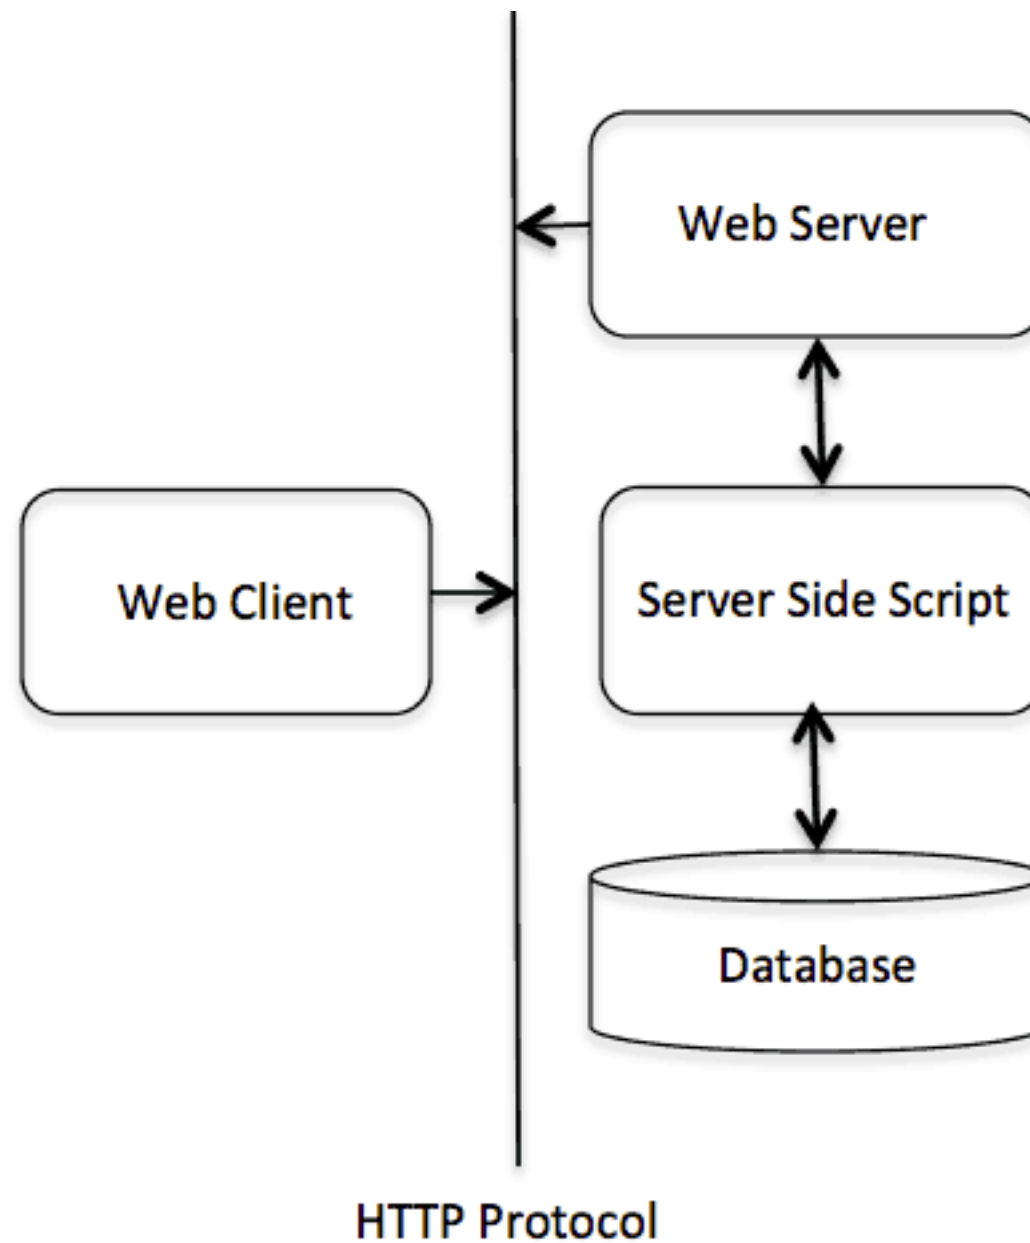 Web Server
Web Client
Server Side Script
Database
HTTP Protocol